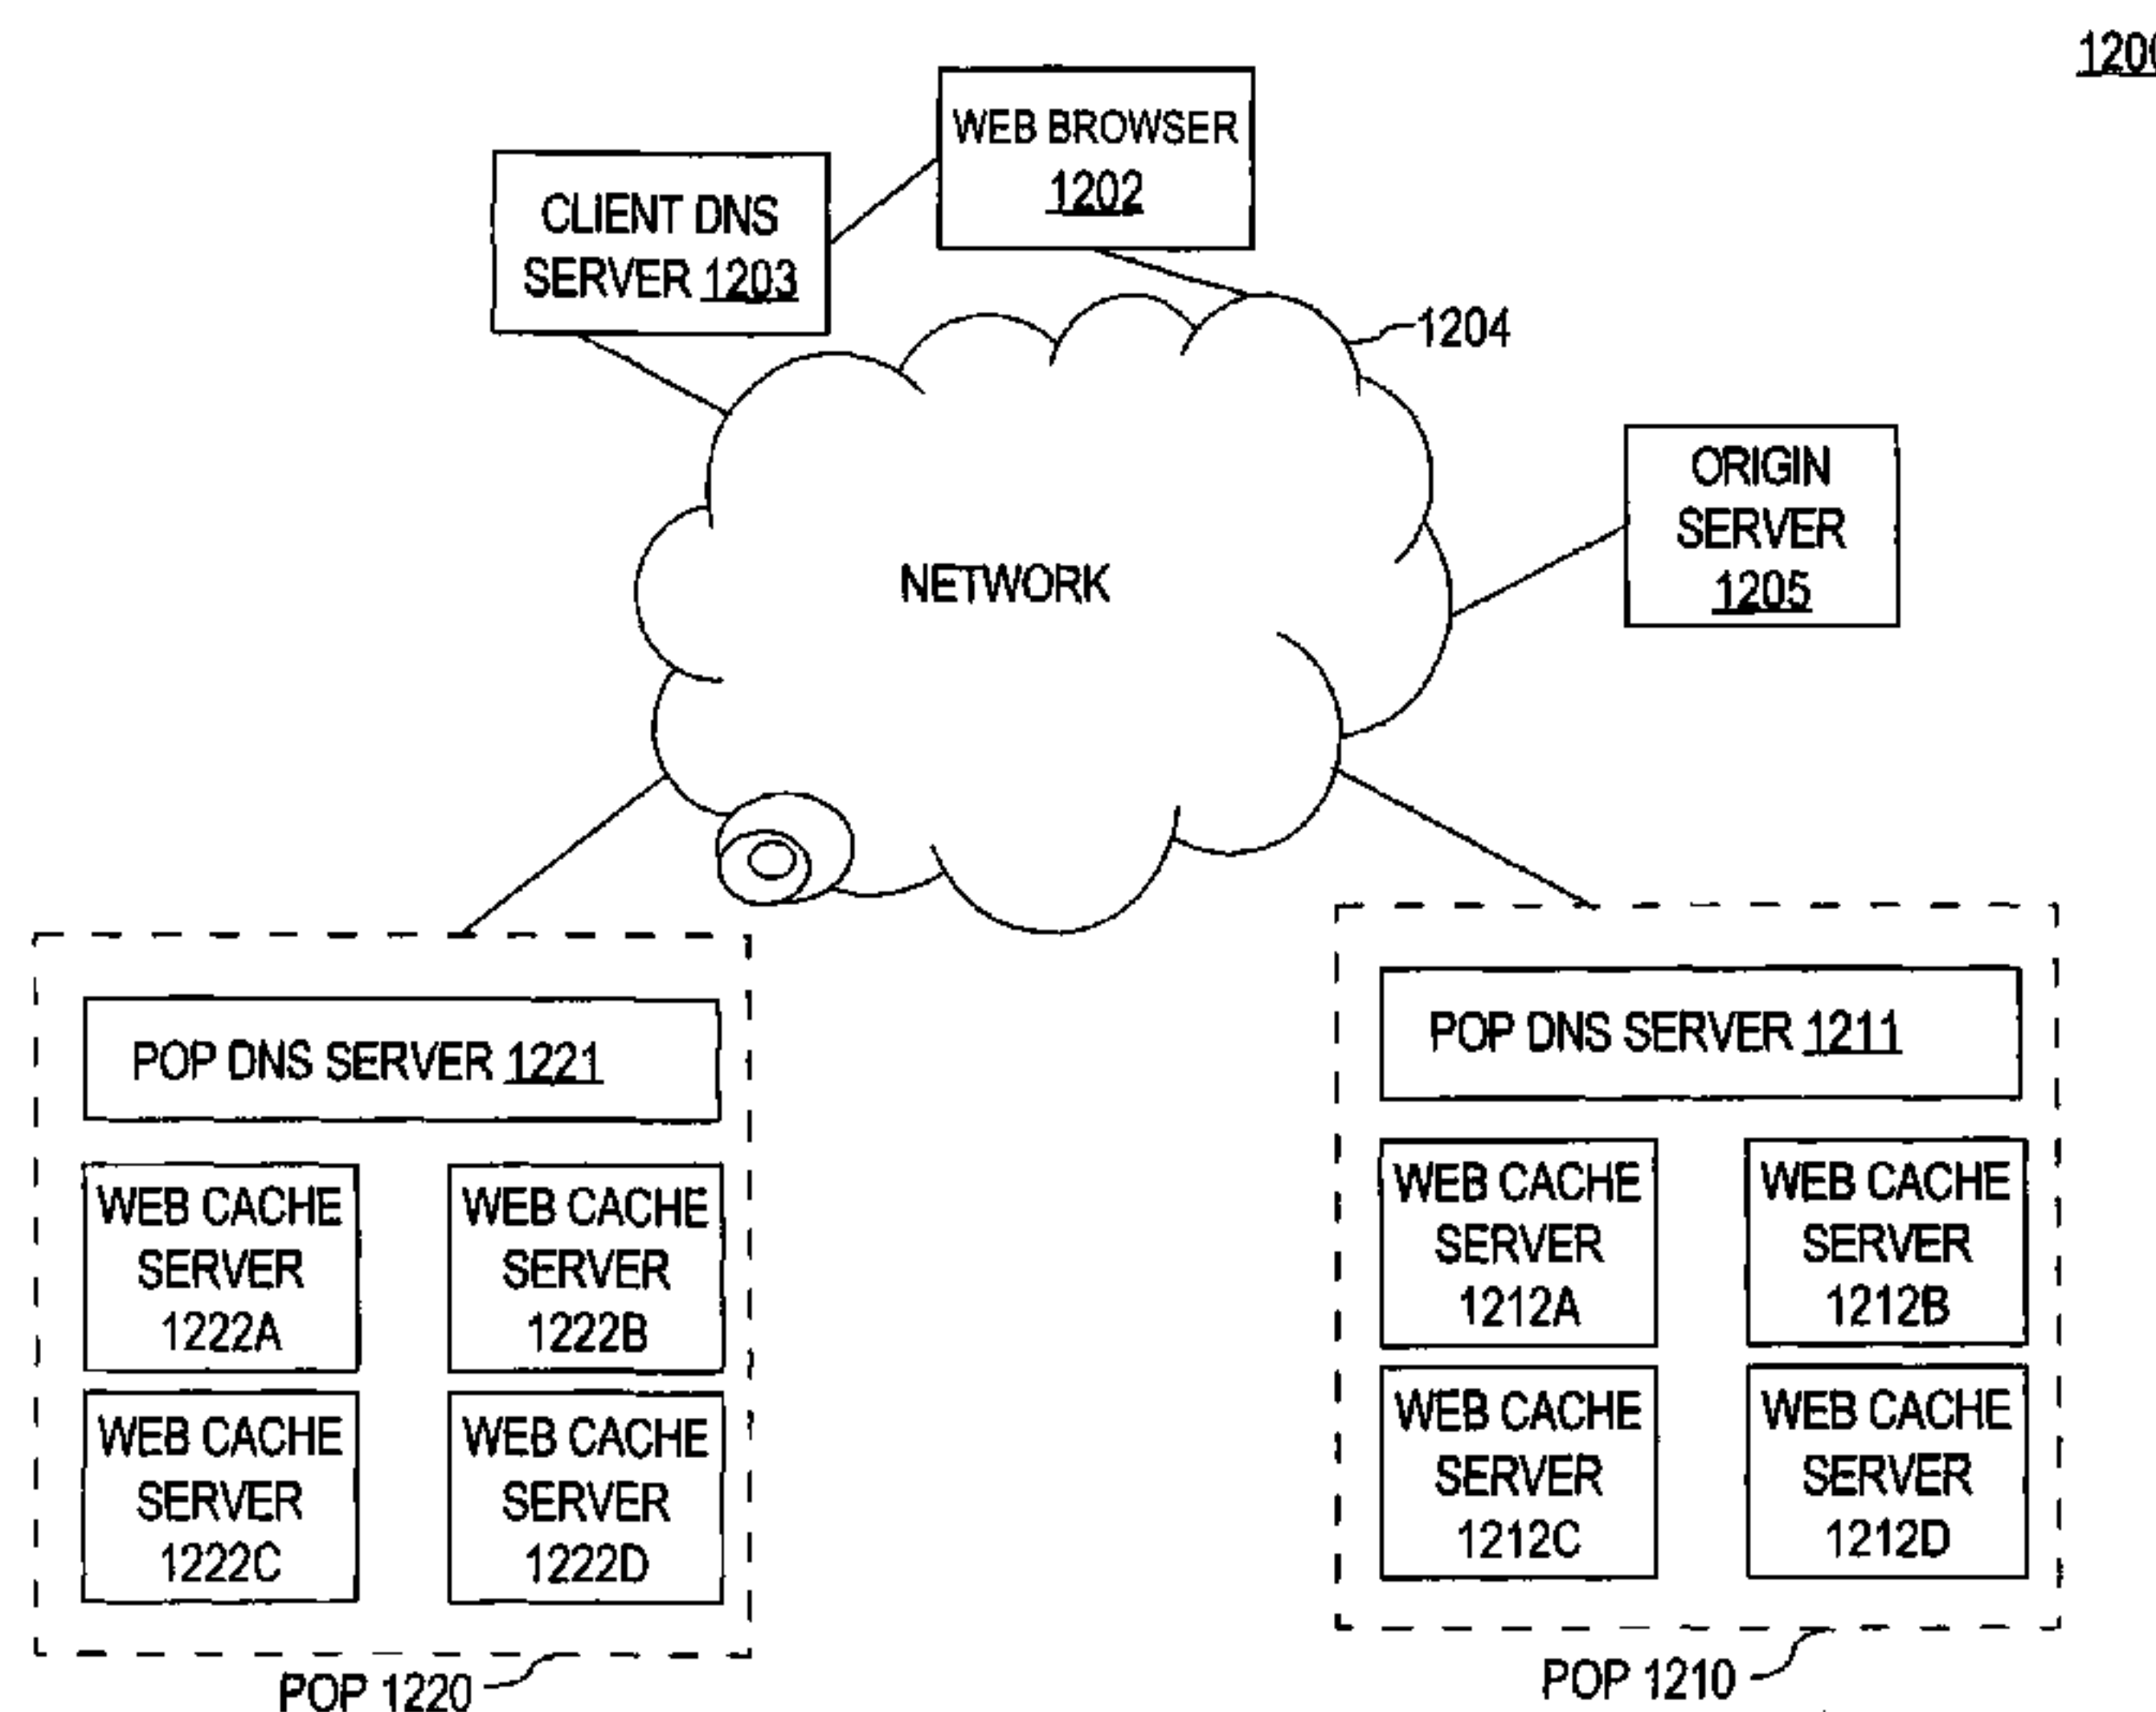 1200
WEB BROWSER
1202
CLIENT DNS
SERVER 1203
1204
ORIGIN
SERVER
1205
NETWORK
POP DNS SERVER 1221
WEB CACHE
SERVER
1222A
WEB CACHE
SERVER
1222B
WEB CACHE
SERVER
1222C
WEB CACHE
SERVER
1222D
POP 1220
POP DNS SERVER 1211
WEB CACHE
SERVER
1212A
WEB CACHE
SERVER
1212B
WEB CACHE
SERVER
1212C
WEB CACHE
SERVER
1212D
POP 1210